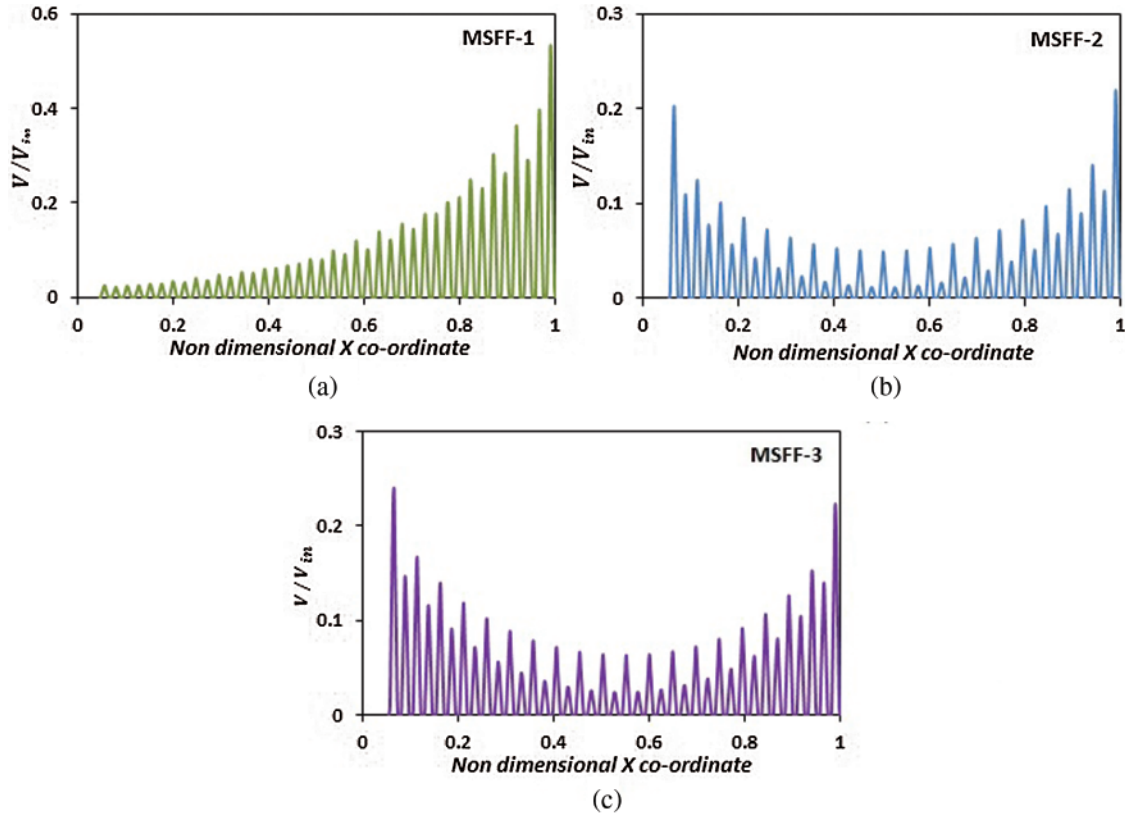 0.6
0.4
0.2
0
MSFF-1
V/V_in
0 0.2 0.4 0.6 0.8 1
Non dimensional X co-ordinate
(a)
0.3
0.2
0.1
0
MSFF-2
V/V_in
0 0.2 0.4 0.6 0.8 1
Non dimensional X co-ordinate
(b)
0.3
0.2
0.1
0
MSFF-3
V/V_in
0 0.2 0.4 0.6 0.8 1
Non dimensional X co-ordinate
(c)